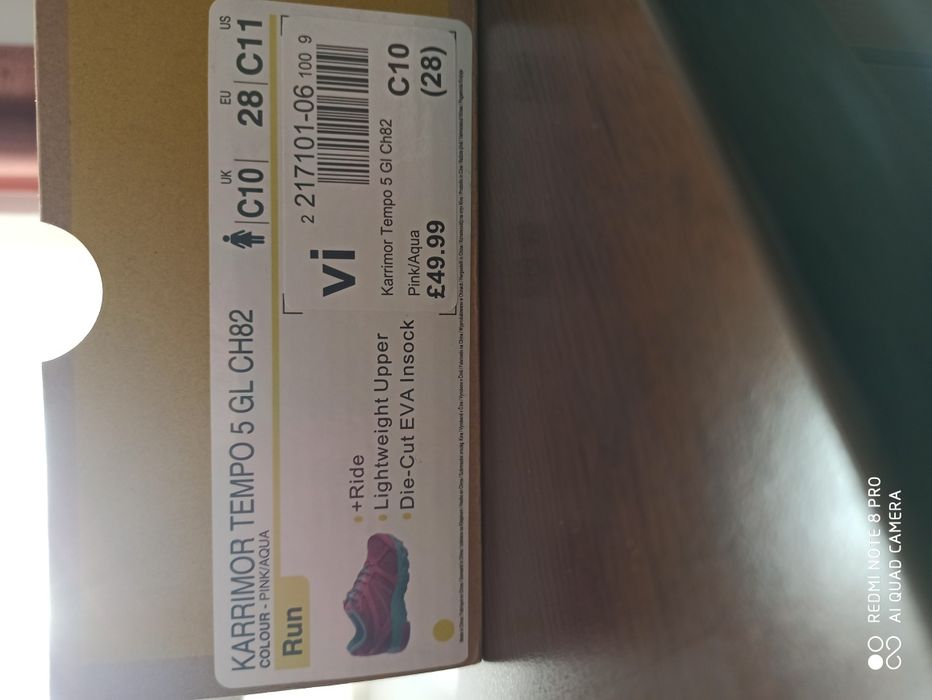 KARRIMOR TEMPO 5 GL CH82
COLOUR - PINK/AQUA
UK EU US
C10 28 C11
Run
+Ride
Lightweight Upper
Die-Cut EVA Insock
2 217101-06 100 9
vi
Karrimor Tempo 5 Gl Ch82
Pink/Aqua
£49.99
C10
(28)
REDMI NOTE 8 PRO
AI QUAD CAMERA